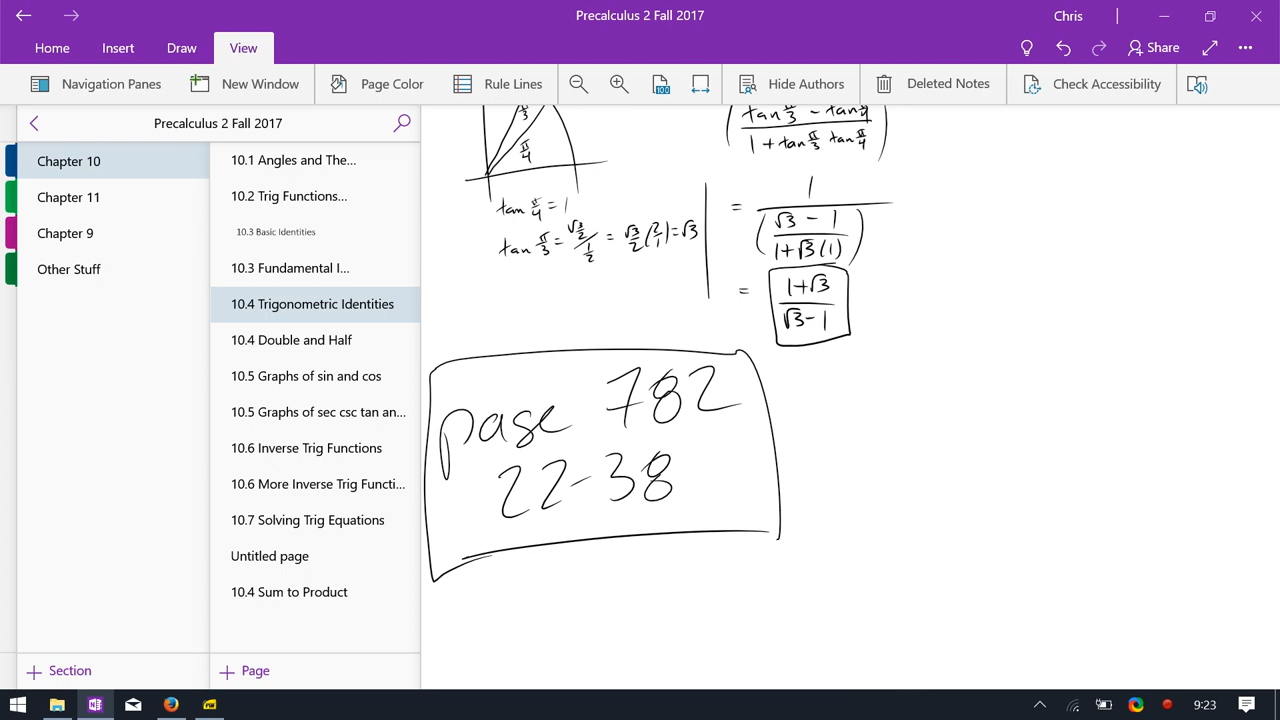 Precalculus 2 Fall 2017
Chris
Home Insert Draw View
Share
Navigation Panes New Window Page Color Rule Lines 100 Hide Authors Deleted Notes Check Accessibility
Precalculus 2 Fall 2017
Chapter 10
Chapter 11
Chapter 9
Other Stuff
Section
10.1 Angles and The...
10.2 Trig Functions...
10.3 Basic Identities
10.3 Fundamental I...
10.4 Trigonometric Identities
10.4 Double and Half
10.5 Graphs of sin and cos
10.5 Graphs of sec csc tan an...
10.6 Inverse Trig Functions
10.6 More Inverse Trig Functi...
10.7 Solving Trig Equations
Untitled page
10.4 Sum to Product
Page
π/3
π/4
tan π/4 = 1
tan π/3 = (√3/2)/(1/2) = √3/2 (2/1) = √3
(tan π/3 - tan π/4)/(1 + tan π/3 tan π/4)
= 1/((√3 - 1)/(1+√3(1)))
= (1+√3)/(√3-1)
page 782
22-38
9:23